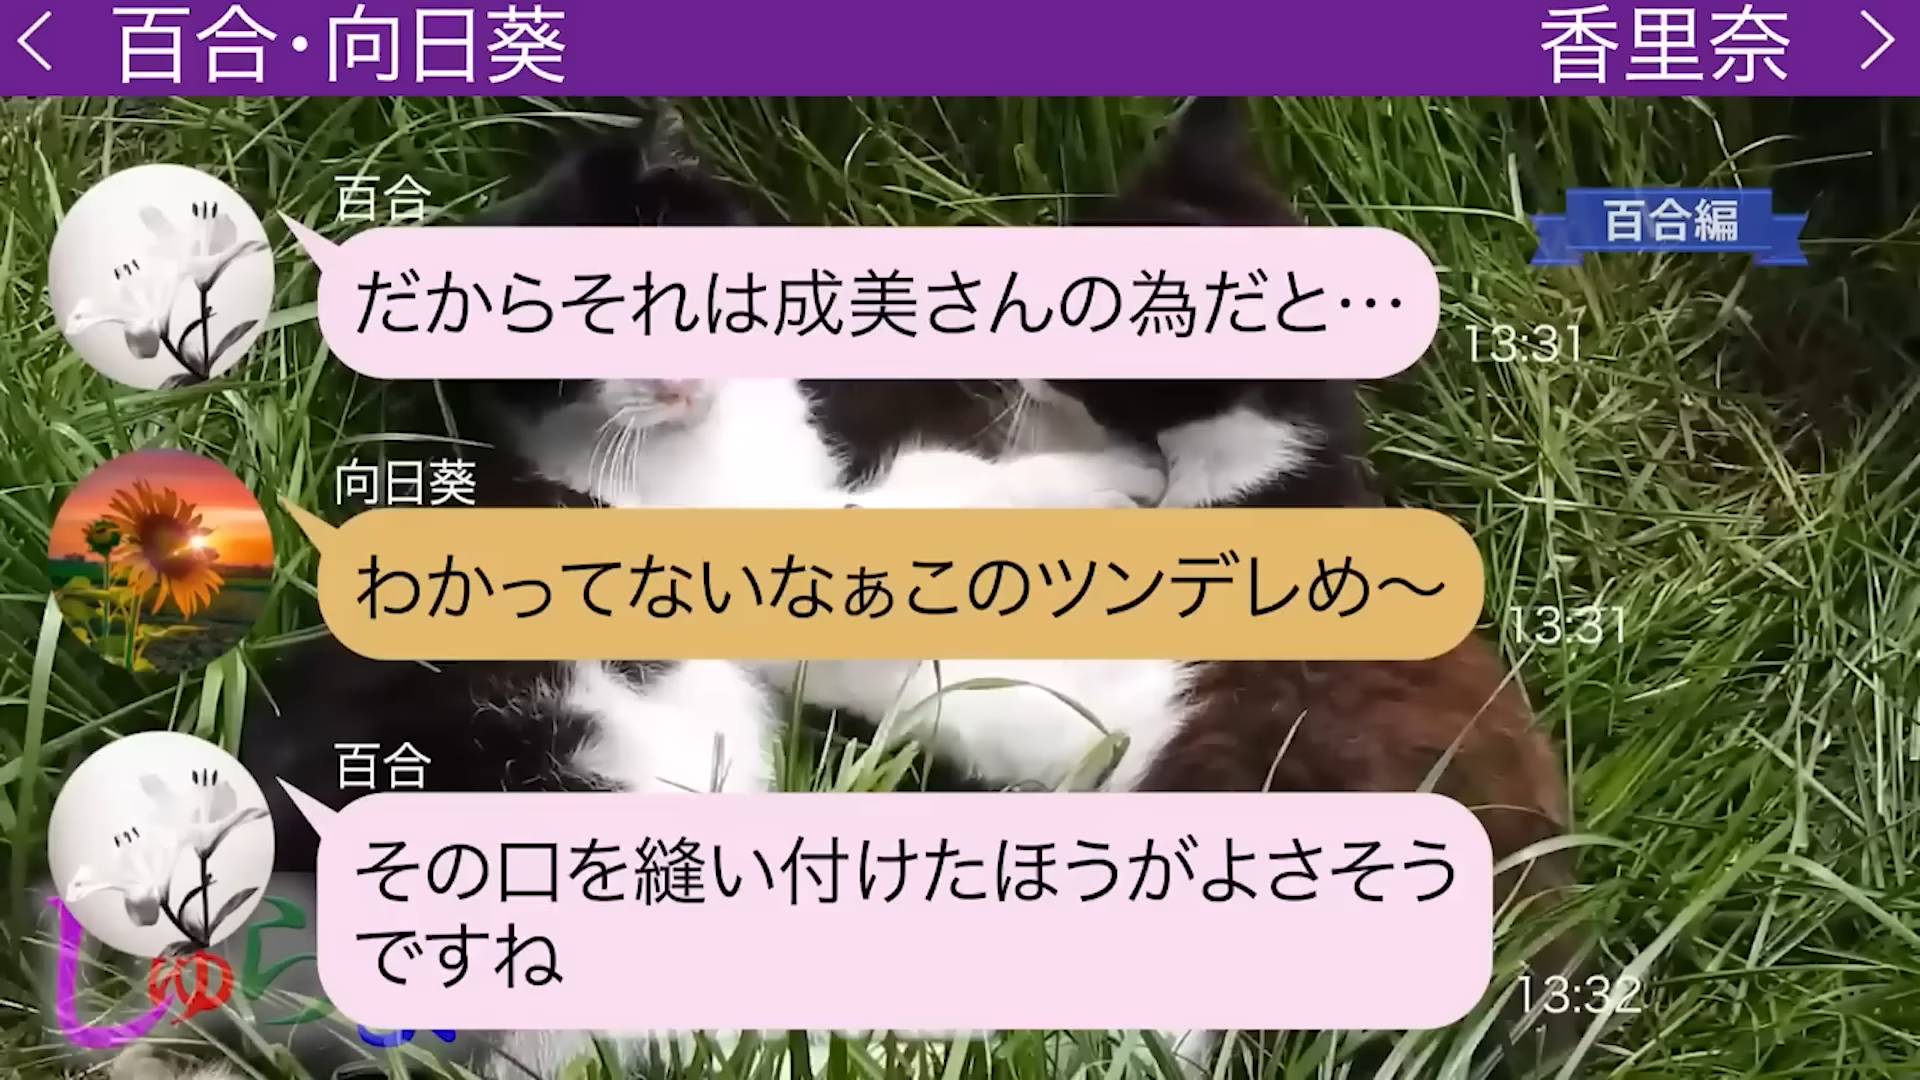 百合・向日葵
香里奈
百合編
百合
だからそれは成美さんの為だと…
13:31
向日葵
わかってないなぁこのツンデレめ～
13:31
百合
その口を縫い付けたほうがよさそう
ですね
13:32
しゅら